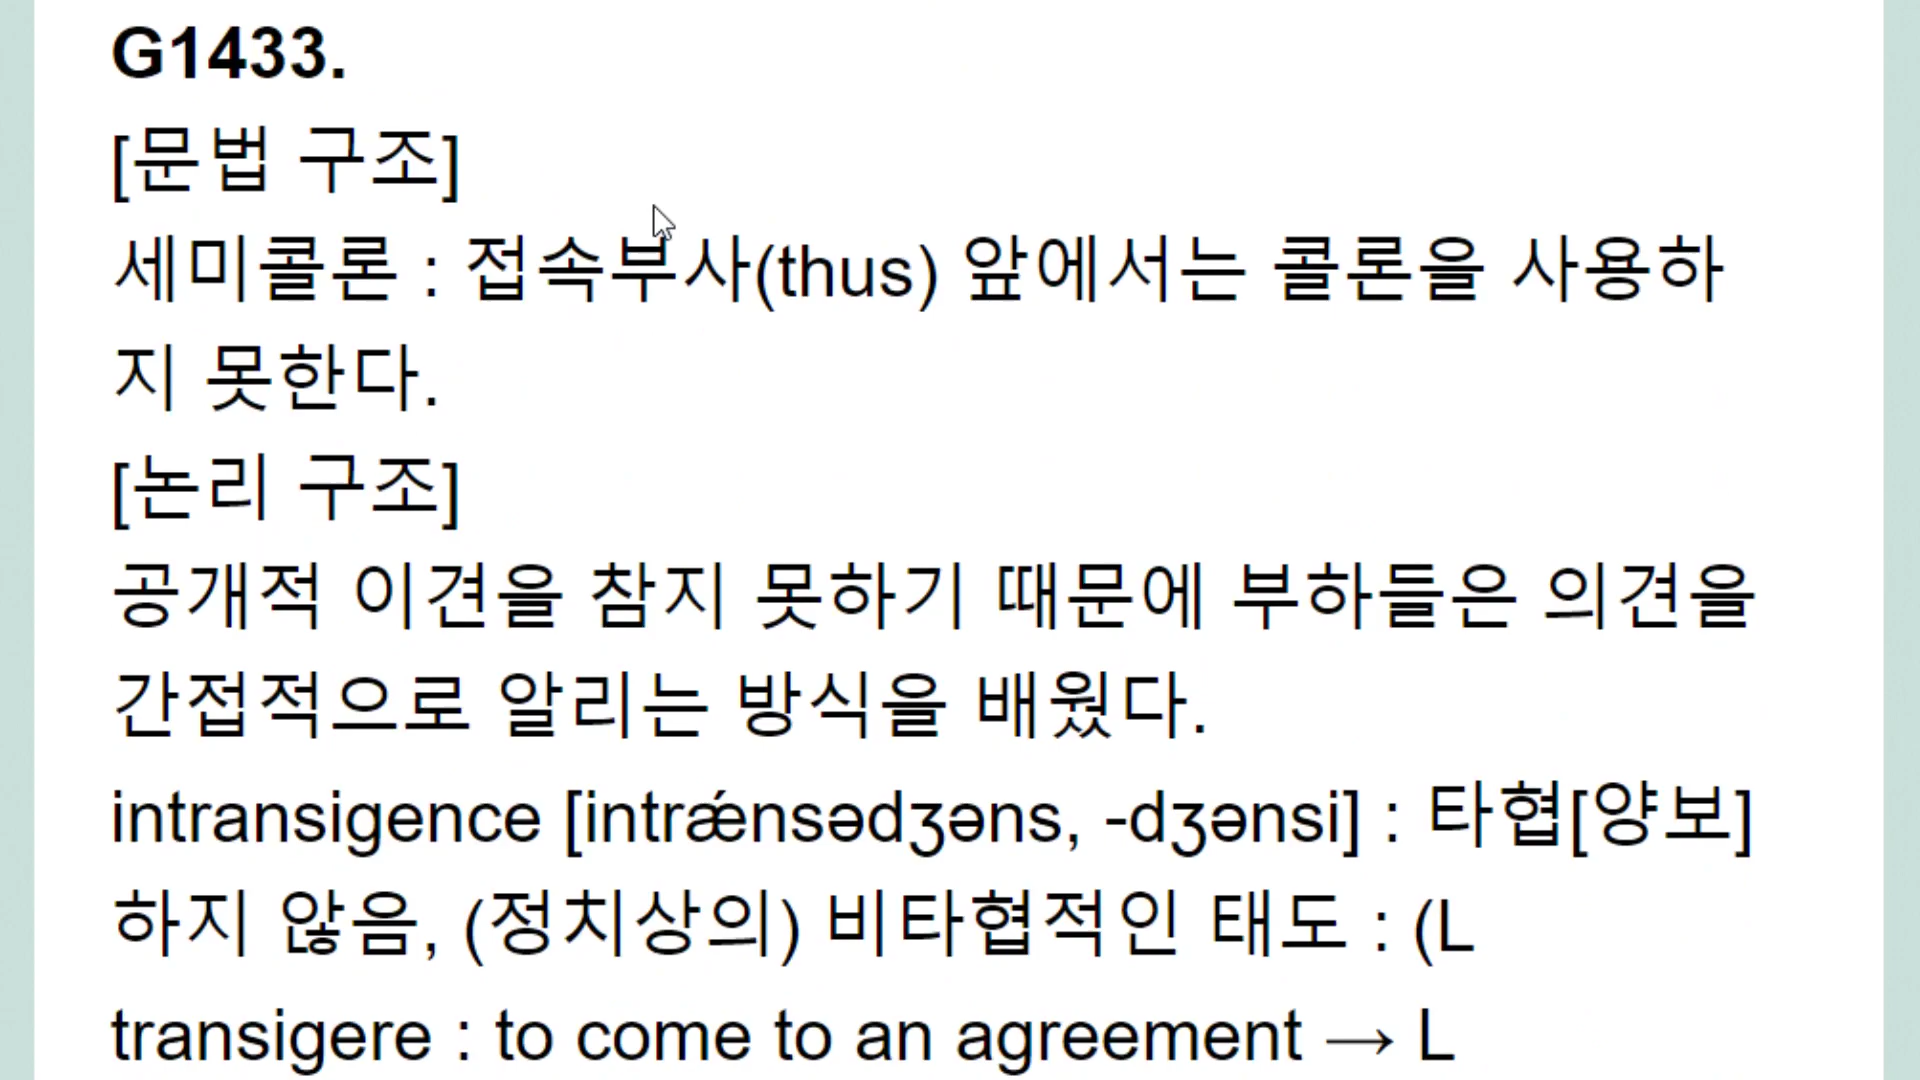 G1433.
[문법 구조]
세미콜론 : 접속부사(thus) 앞에서는 콜론을 사용하
지 못한다.
[논리 구조]
공개적 이견을 참지 못하기 때문에 부하들은 의견을
간접적으로 알리는 방식을 배웠다.
intransigence [intrǽnsədʒəns, -dʒənsi] : 타협[양보]
하지 않음, (정치상의) 비타협적인 태도 : (L
transigere : to come to an agreement → L